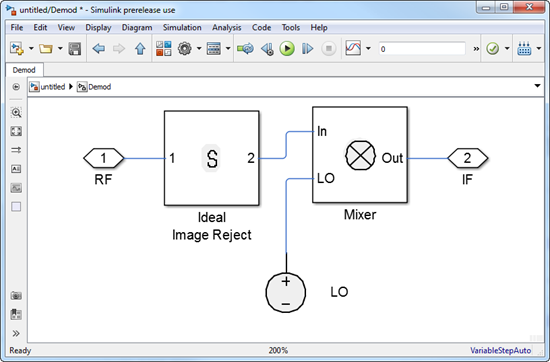 untitled/Demod * - Simulink prerelease use
File Edit View Display Diagram Simulation Analysis Code Tools Help
0
Demod
untitled Demod
1
RF
1 S 2
Ideal
Image Reject
In
LO
Out
Mixer
2
IF
+
−
LO
Ready 200% VariableStepAuto